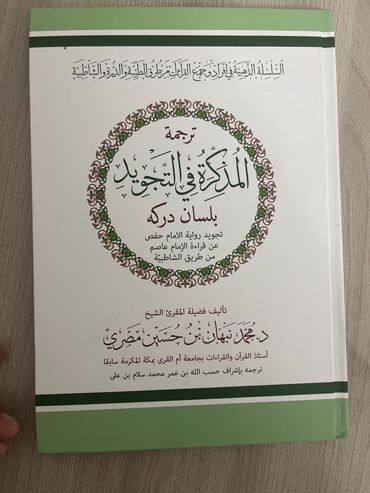 السلسلة الذهبية في إفراد وجمع القراءات من طرق الطيبة والدرة والشاطبية
ترجمة
المذكرة في التجويد
بلسان دركه
تجويد رواية الامام حفص
عن قراءة الإمام عاصم
من طريق الشاطبية
تأليف فضيلة المقرئ الشيخ
د. محمد نبهان بن حسين مصري
أستاذ القرآن والقراءات بجامعة أم القرى بمكة المكرمة سابقا
ترجمه بإشراف حسب الله بن عمر محمد سلام بن على